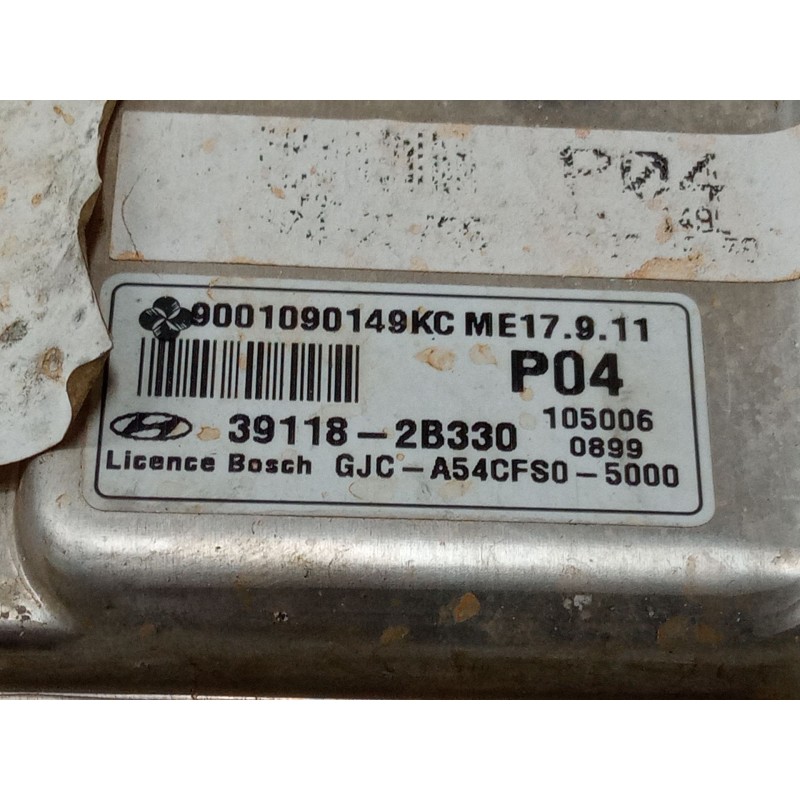 P04
9001090149KC ME17.9.11
P04
39118-2B330 105006
0899
Licence Bosch GJC-A54CFS0-5000